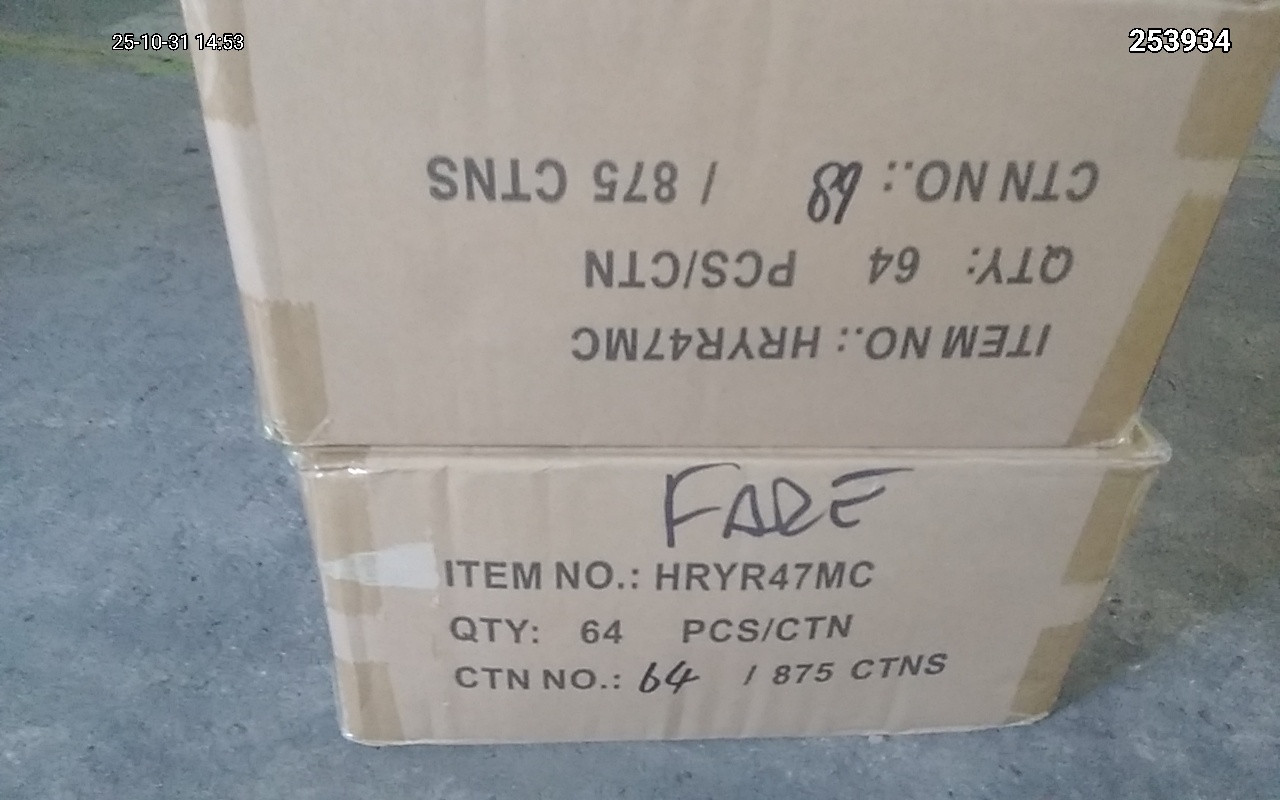 25-10-31 14:53
253934
ITEM NO.: HRYR47MC
QTY: 64 PCS/CTN
CTN NO.: 68 / 875 CTNS
FARE
ITEM NO.: HRYR47MC
QTY: 64 PCS/CTN
CTN NO.: 64 / 875 CTNS